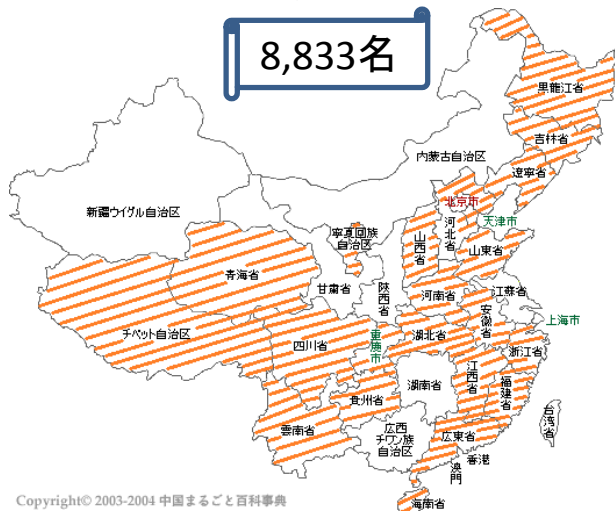 8,833名
黒龍江省
吉林省
遼寧省
内蒙古自治区
新疆ウイグル自治区
北京市
天津市
河北省
山西省
山東省
寧夏回族
自治区
青海省
甘粛省
陝西省
河南省
江蘇省
安徽省
上海市
チベット自治区
四川省
重慶市
湖北省
浙江省
江西省
湖南省
福建省
貴州省
雲南省
広西
チワン族
自治区
広東省
台湾省
香港
澳門
海南省
Copyright© 2003-2004 中国まるごと百科事典